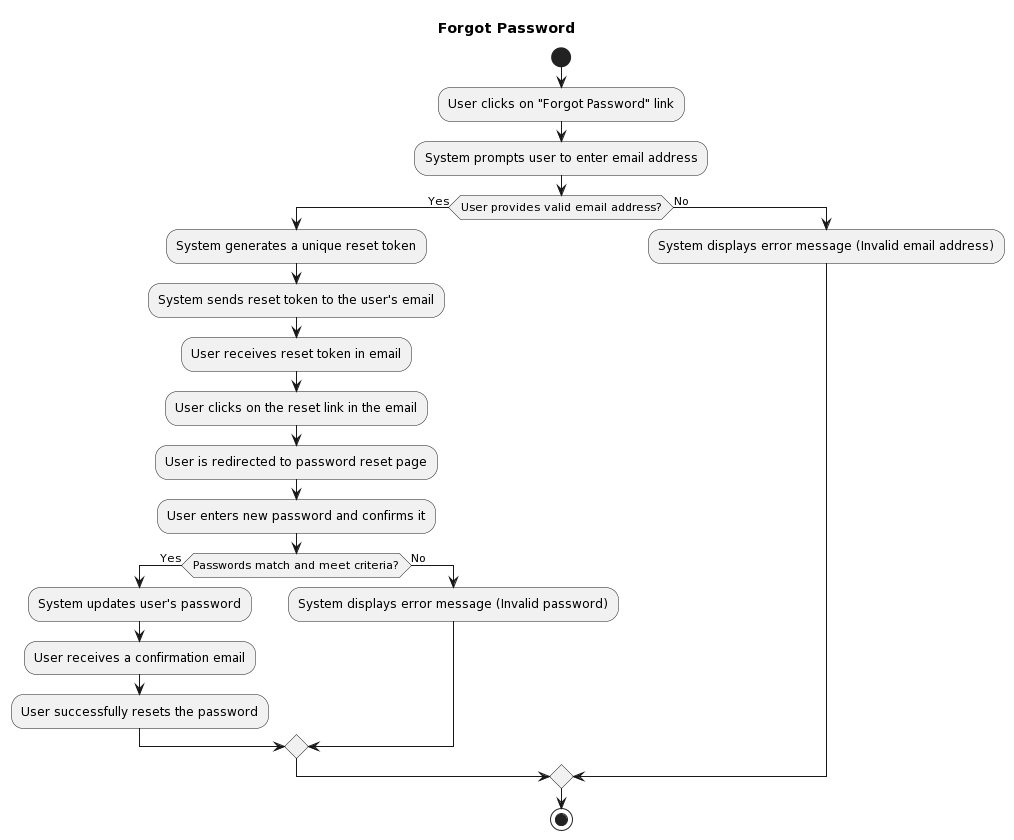 Forgot Password
User clicks on "Forgot Password" link
System prompts user to enter email address
Yes
User provides valid email address?
No
System generates a unique reset token
System displays error message (Invalid email address)
System sends reset token to the user's email
User receives reset token in email
User clicks on the reset link in the email
User is redirected to password reset page
User enters new password and confirms it
Yes
Passwords match and meet criteria?
No
System updates user's password
System displays error message (Invalid password)
User receives a confirmation email
User successfully resets the password